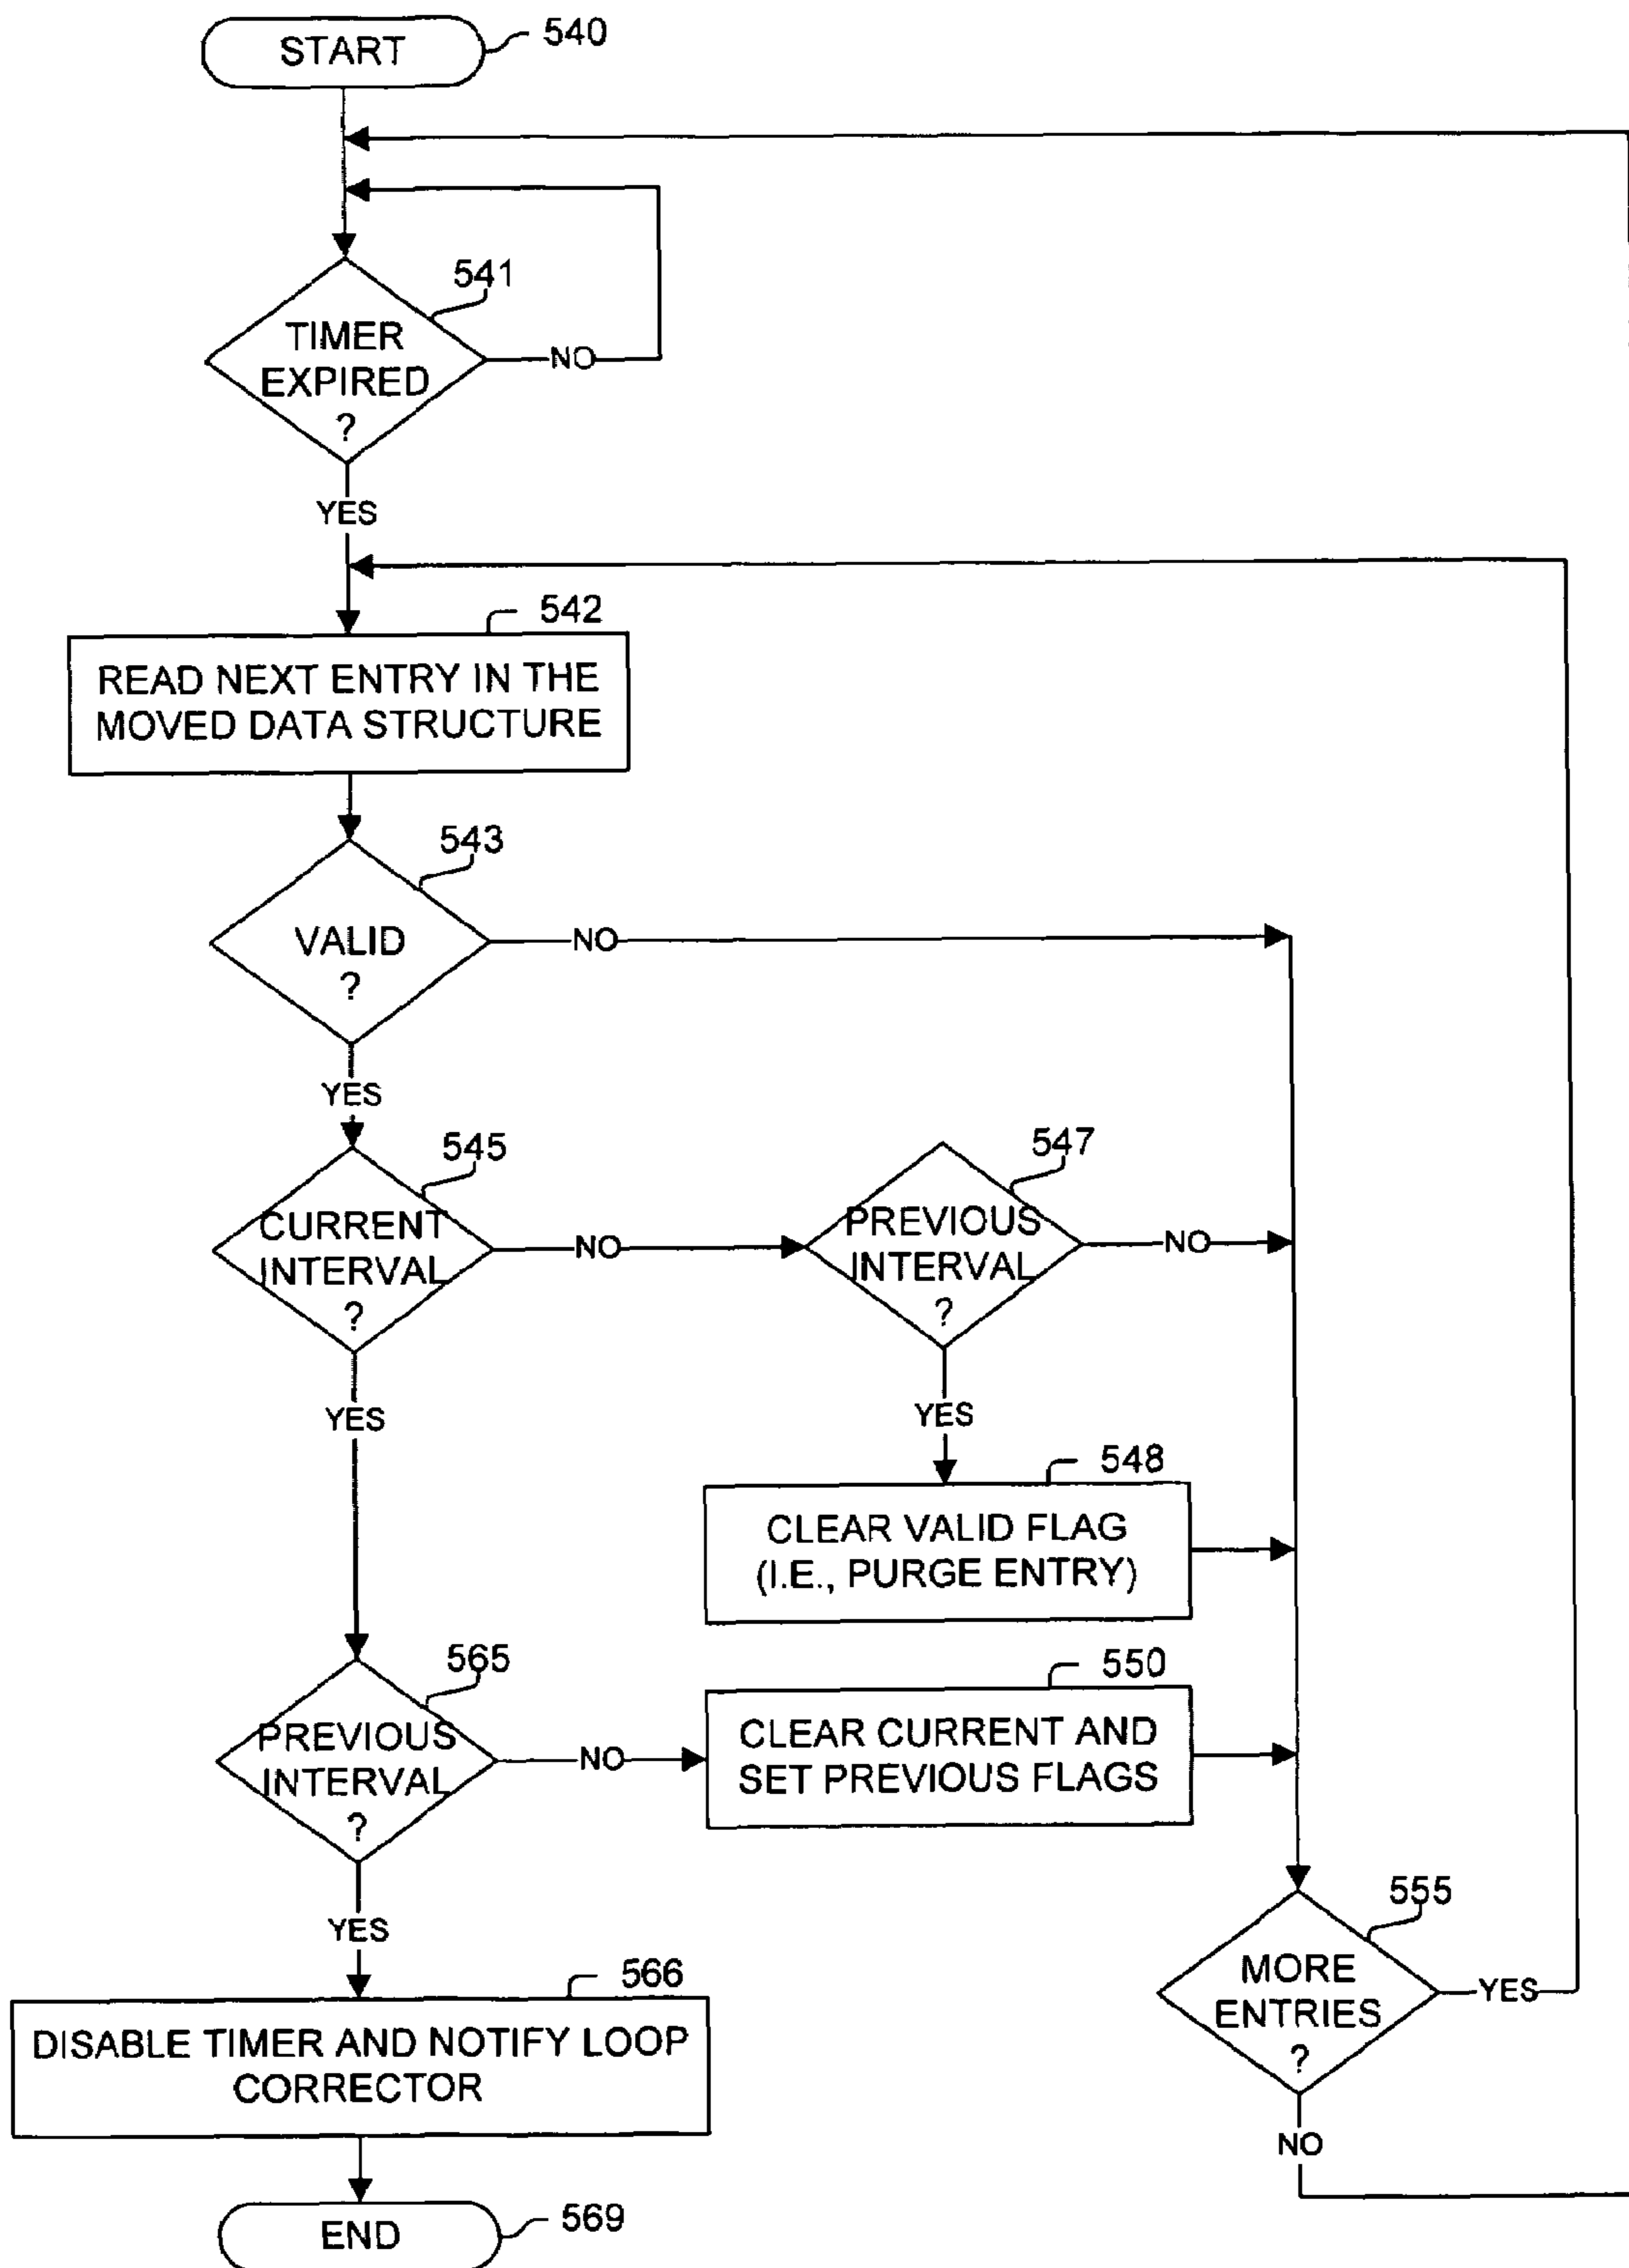 START
540
541
TIMER
EXPIRED
?
NO
YES
542
READ NEXT ENTRY IN THE
MOVED DATA STRUCTURE
543
VALID
?
NO
YES
545
CURRENT
INTERVAL
?
NO
547
PREVIOUS
INTERVAL
?
NO
YES
YES
548
CLEAR VALID FLAG
(I.E., PURGE ENTRY)
565
PREVIOUS
INTERVAL
?
NO
550
CLEAR CURRENT AND
SET PREVIOUS FLAGS
YES
555
MORE
ENTRIES
?
YES
NO
566
DISABLE TIMER AND NOTIFY LOOP
CORRECTOR
END
569